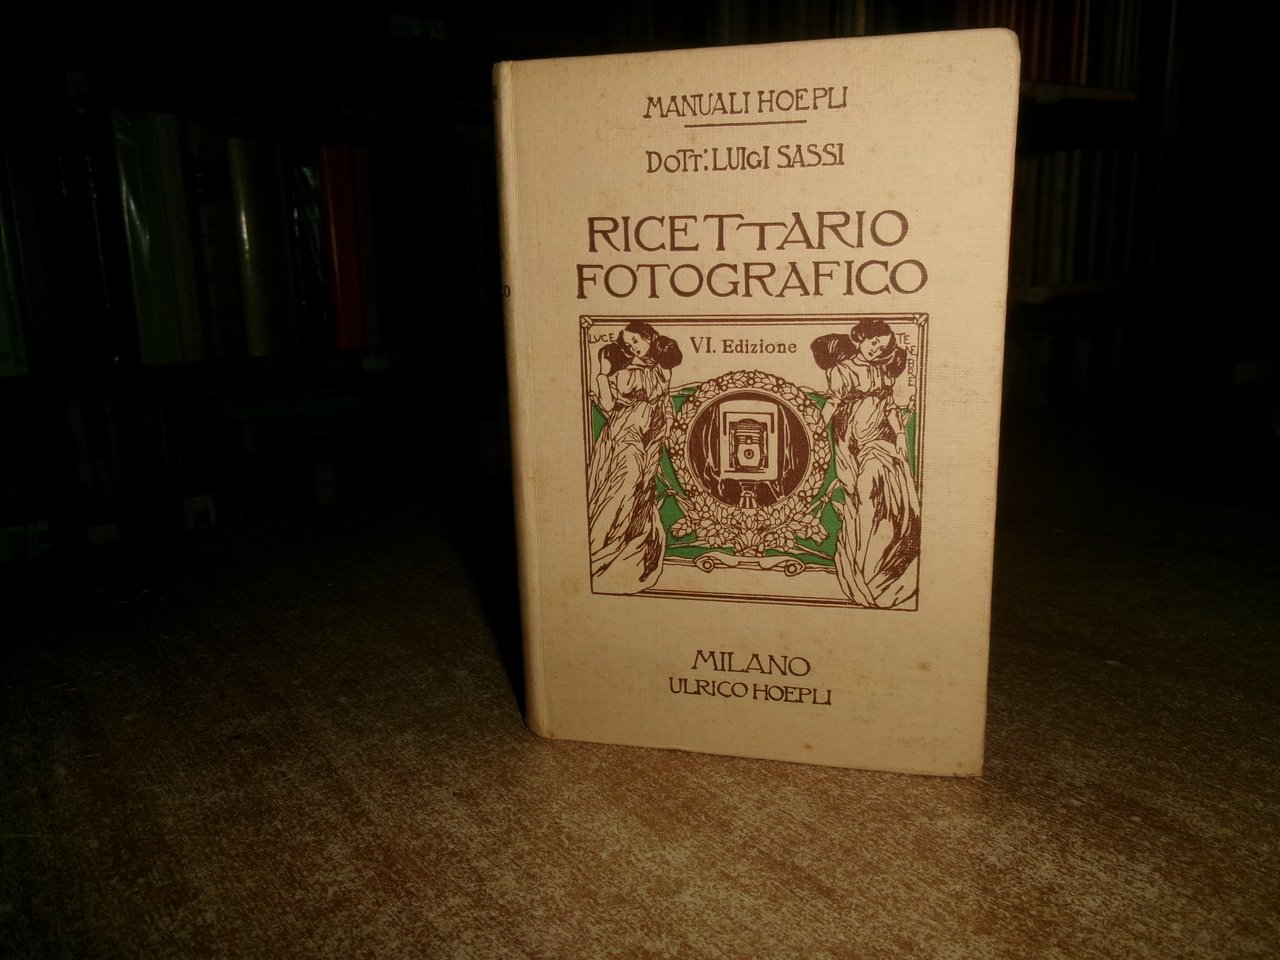 MANUALI HOEPLI
DOTT: LUIGI SASSI
RICETTARIO
FOTOGRAFICO
LUCE
VI. Edizione
TENEBRE
MILANO
ULRICO HOEPLI